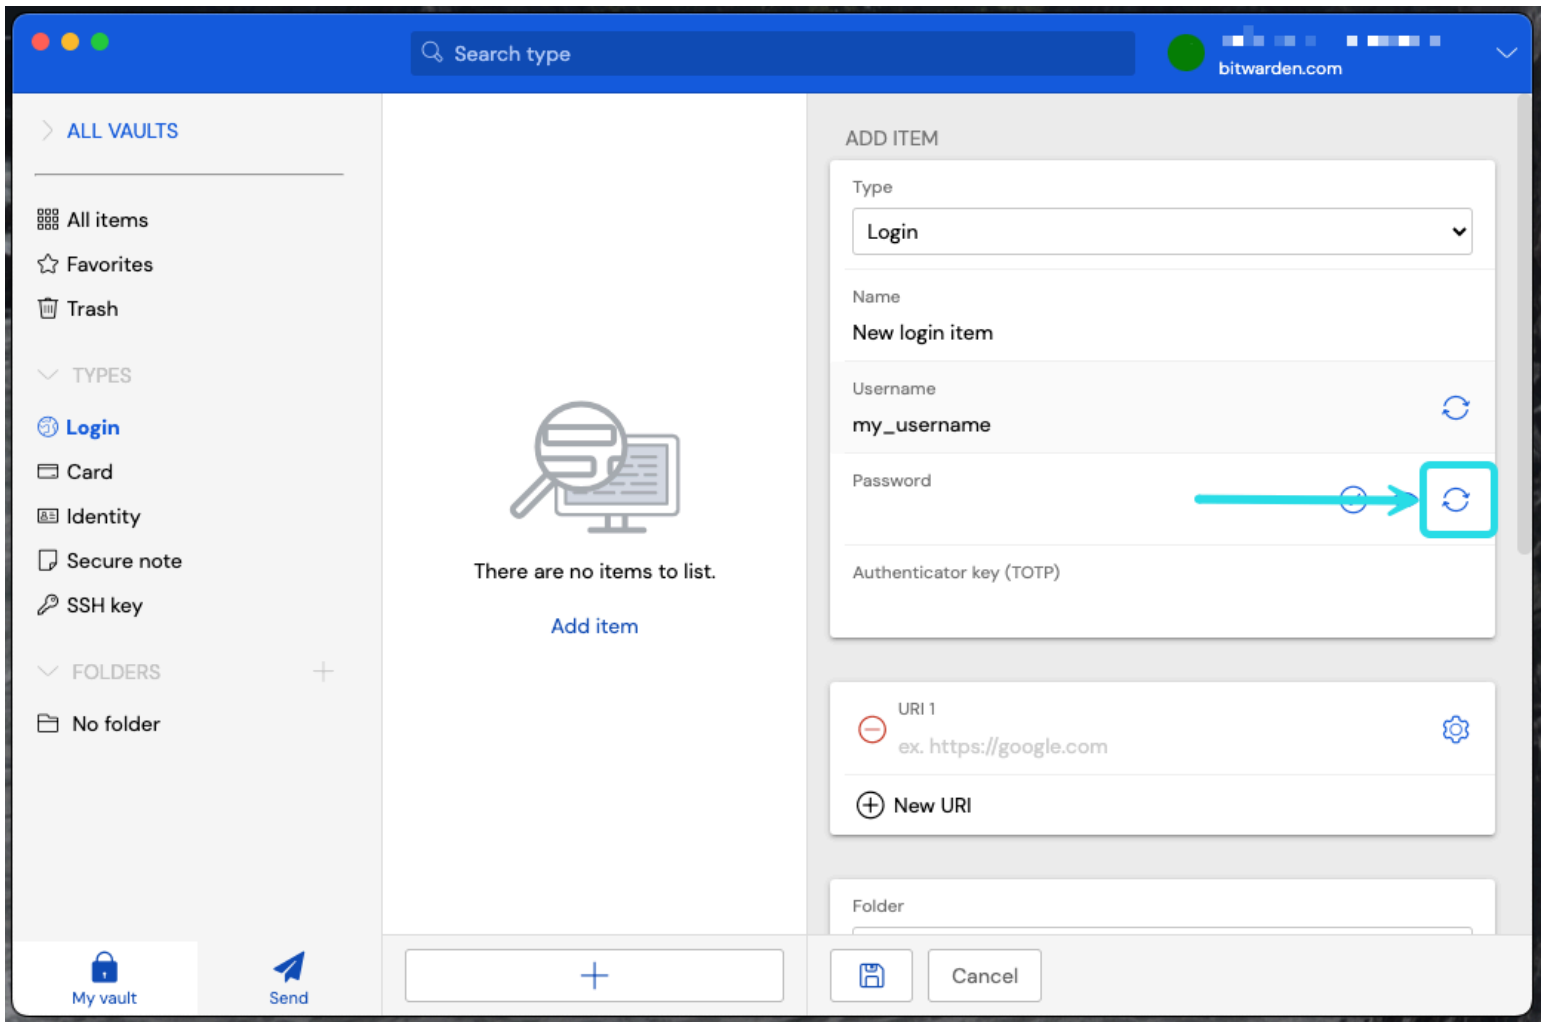 Search type
bitwarden.com
ALL VAULTS
All items
Favorites
Trash
TYPES
Login
Card
Identity
Secure note
SSH key
FOLDERS
No folder
My vault
Send
There are no items to list.
Add item
ADD ITEM
Type
Login
Name
New login item
Username
my_username
Password
Authenticator key (TOTP)
URI 1
ex. https://google.com
New URI
Folder
Cancel